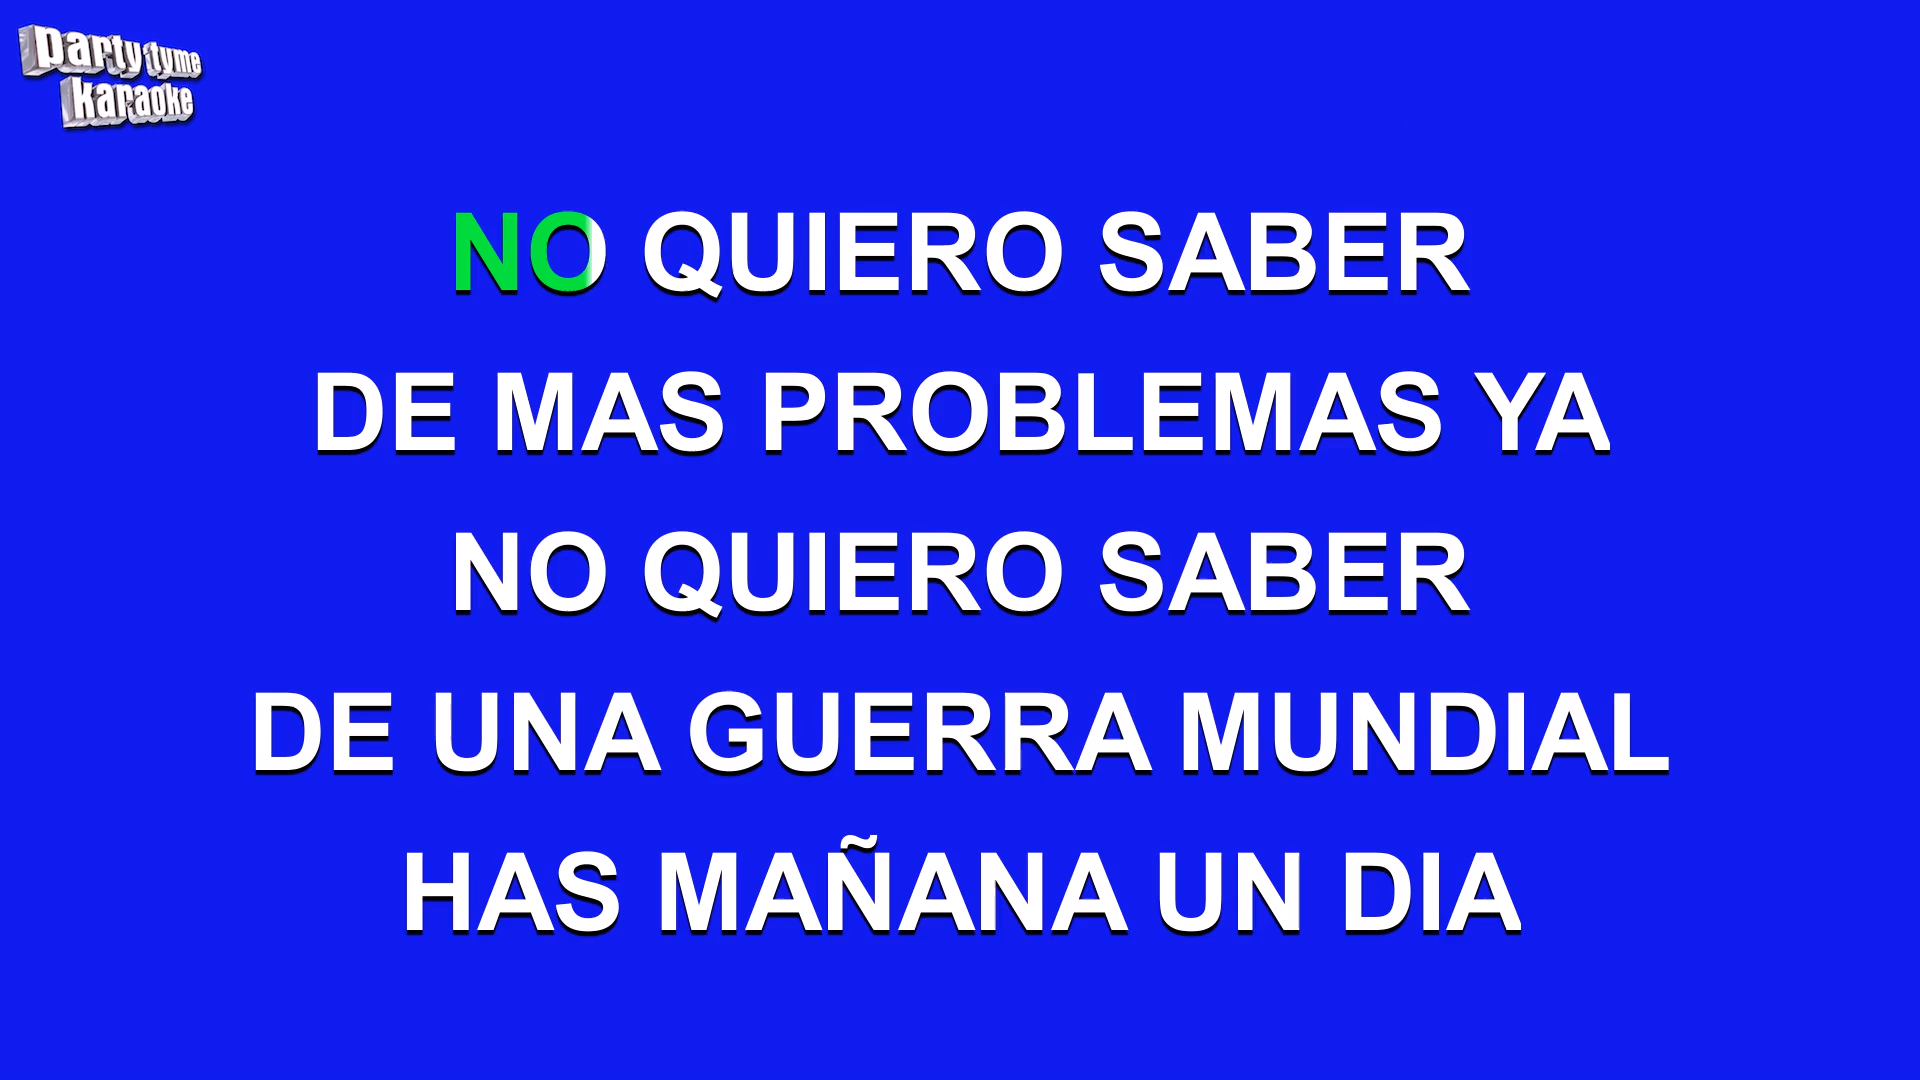 party tyme
karaoke
NO QUIERO SABER
DE MAS PROBLEMAS YA
NO QUIERO SABER
DE UNA GUERRA MUNDIAL
HAS MAÑANA UN DIA